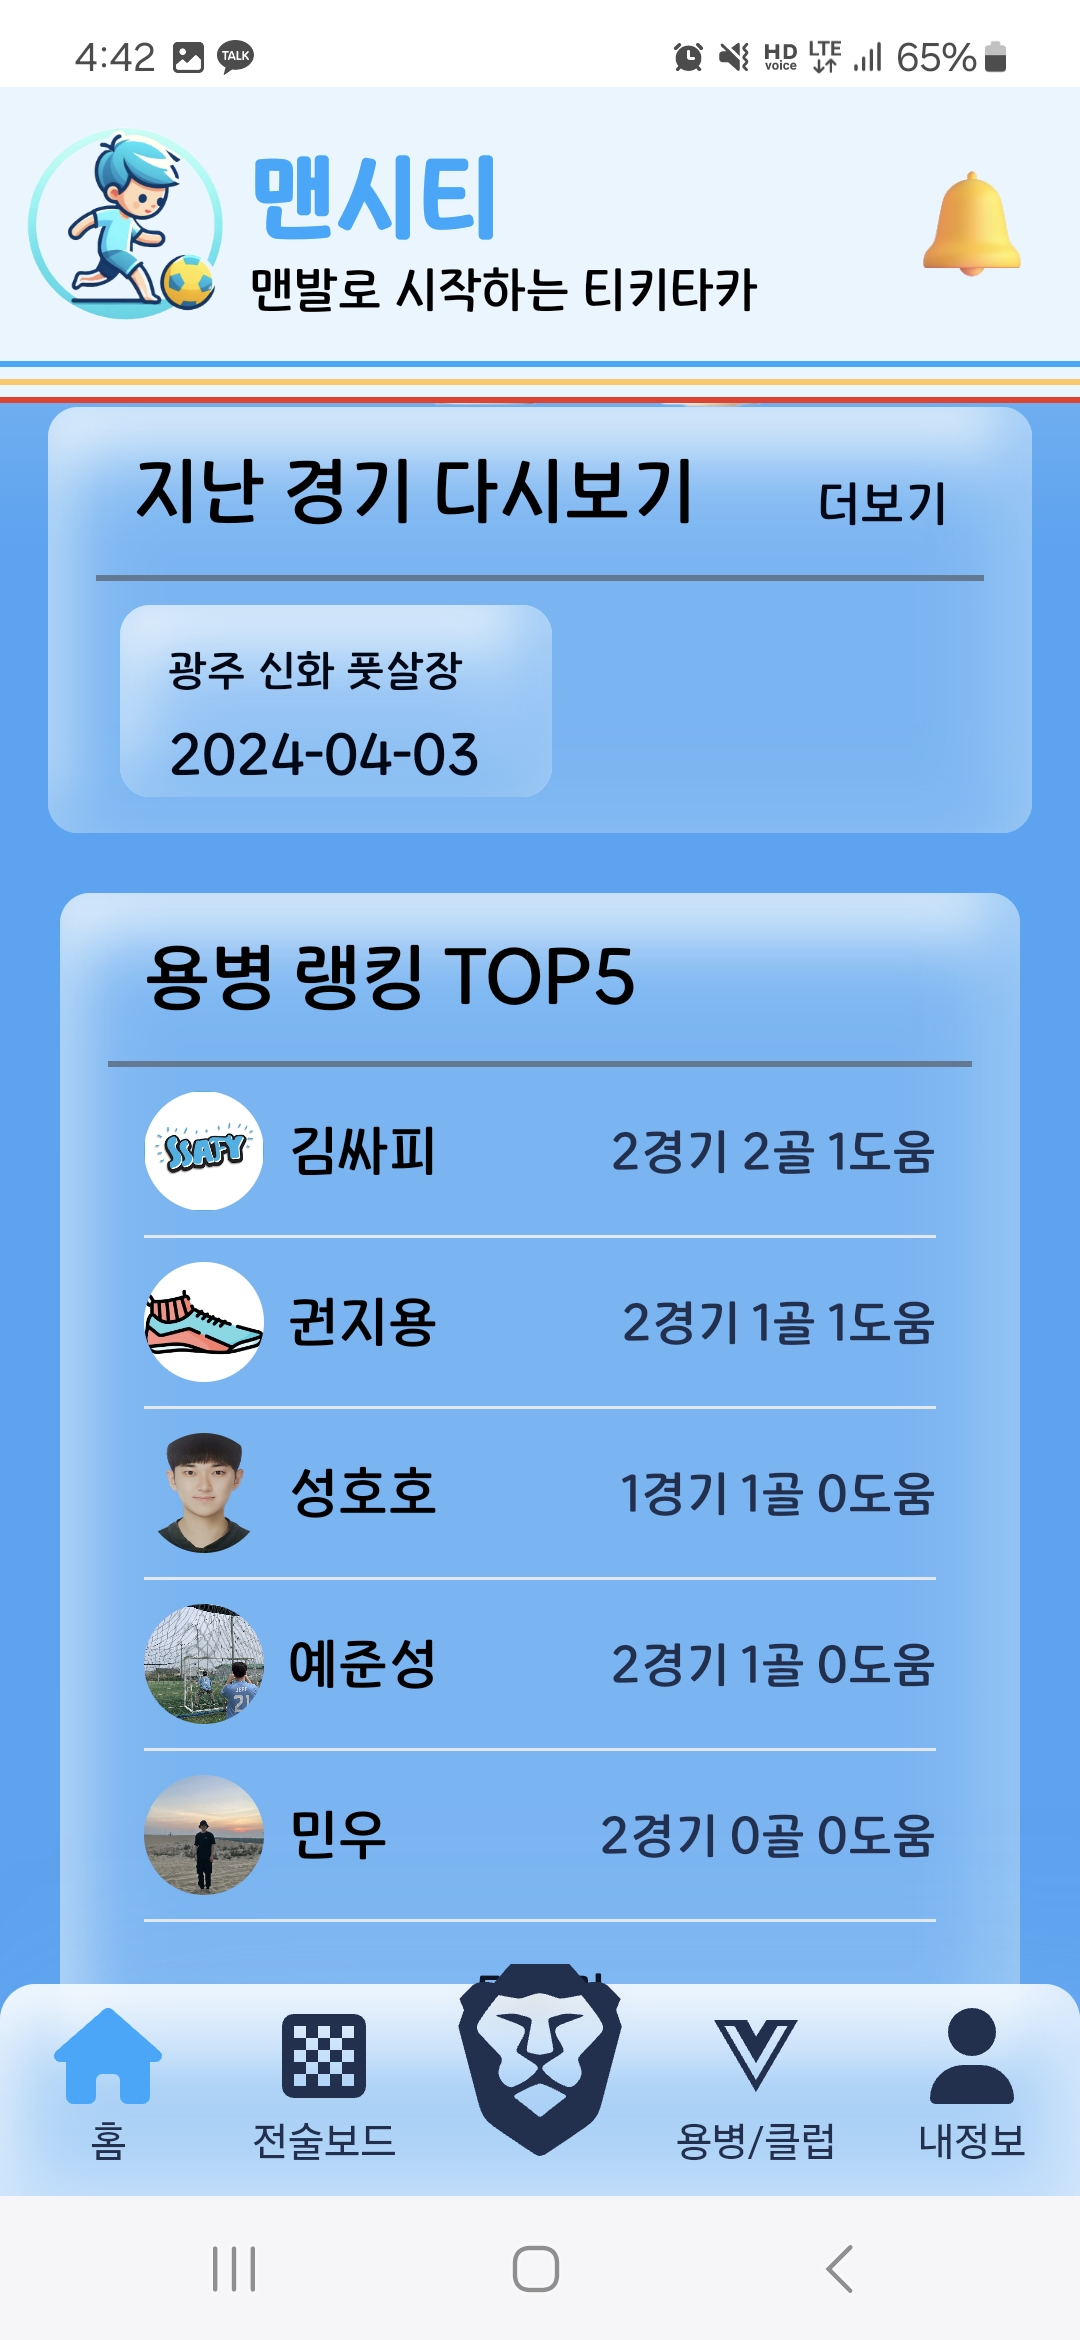 4:42 TALK HD voice LTE 65%
맨시티
맨발로 시작하는 티키타카
지난 경기 다시보기 더보기
광주 신화 풋살장
2024-04-03
용병 랭킹 TOP5
SSAFY 김싸피 2경기 2골 1도움
권지용 2경기 1골 1도움
성호호 1경기 1골 0도움
예준성 2경기 1골 0도움
21
민우 2경기 0골 0도움
홈 전술보드 용병/클럽 내정보